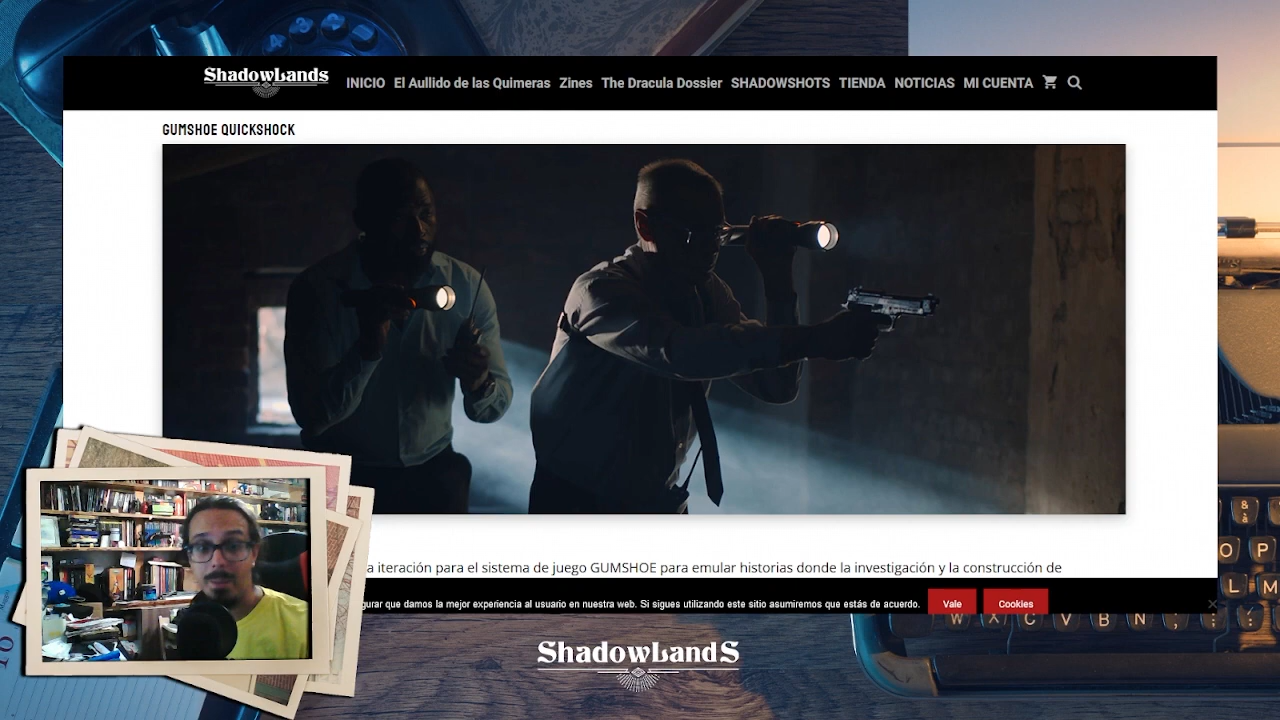 ShadowLands
INICIO El Aullido de las Quimeras Zines The Dracula Dossier SHADOWSHOTS TIENDA NOTICIAS MI CUENTA
GUMSHOE QUICKSHOCK
a iteración para el sistema de juego GUMSHOE para emular historias donde la investigación y la construcción de
gurar que damos la mejor experiencia al usuario en nuestra web. Si sigues utilizando este sitio asumiremos que estás de acuerdo. Vale Cookies
&
O P
L M
W X C V B N ; :
ShadowLandS